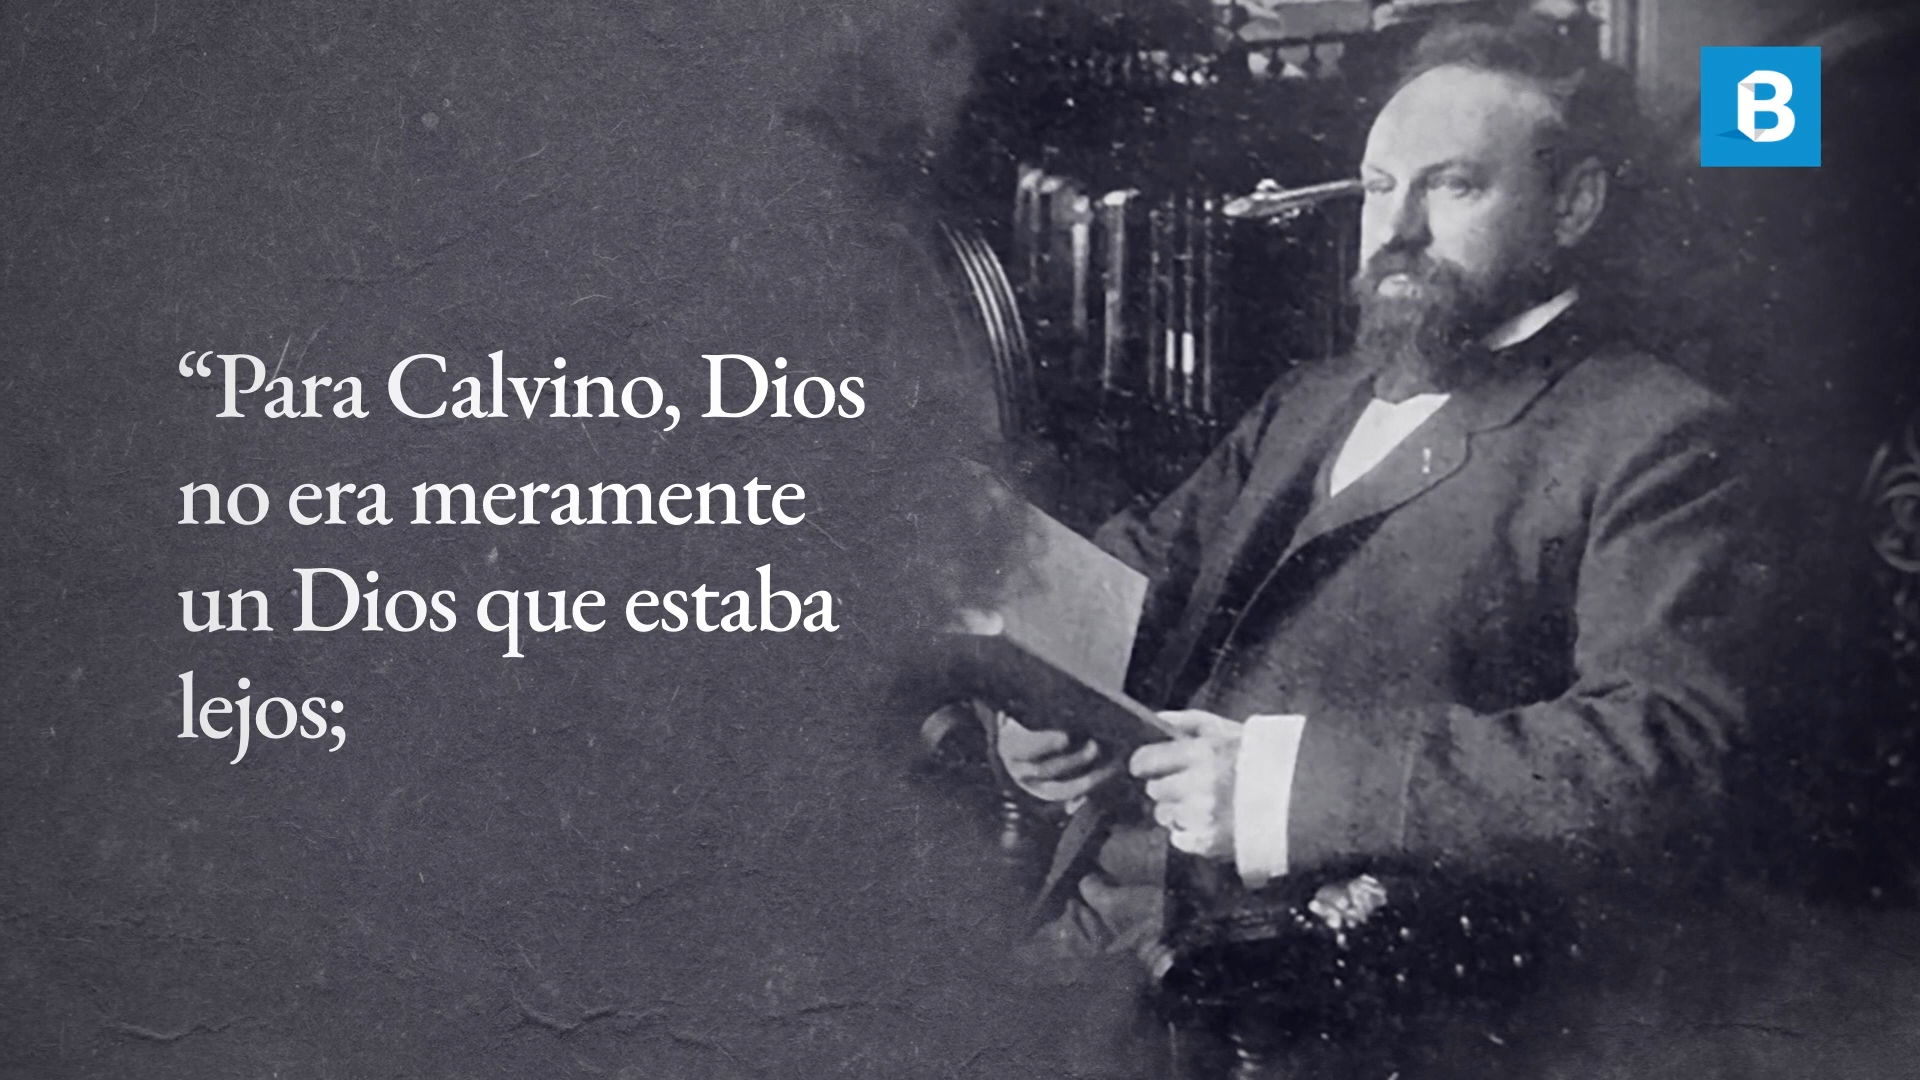 “Para Calvino, Dios
no era meramente
un Dios que estaba
lejos;
B